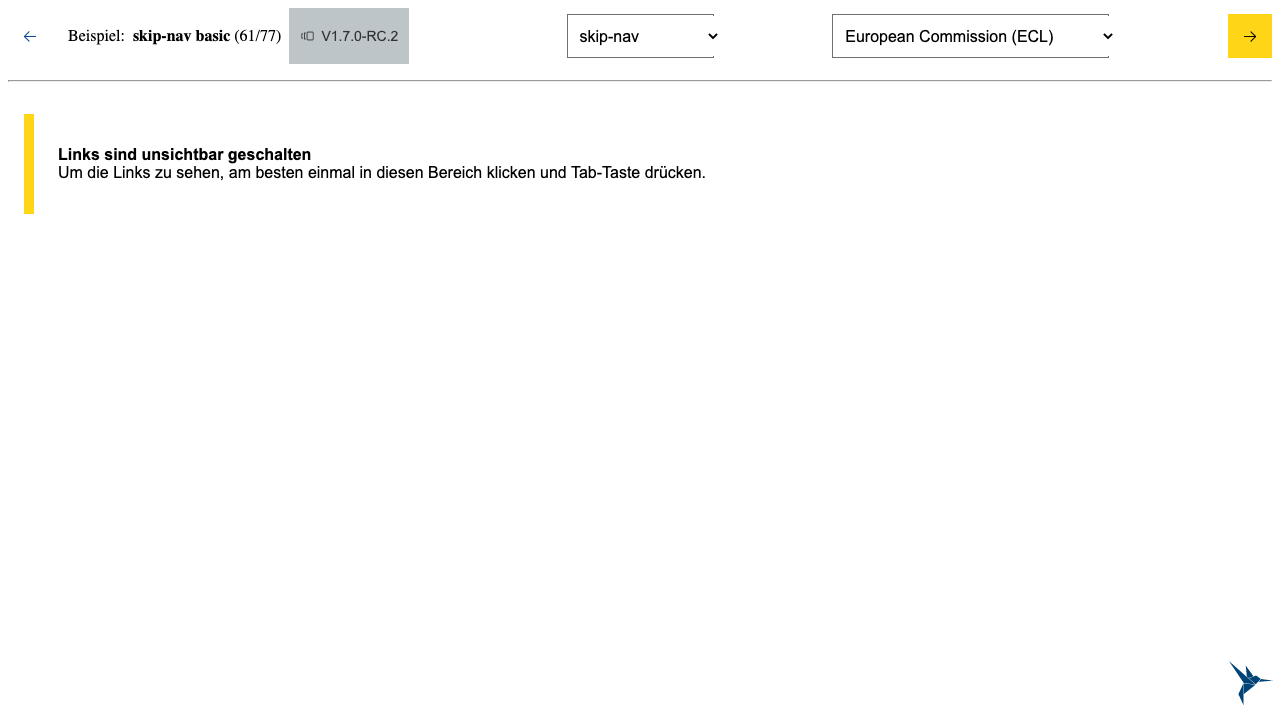 Beispiel: skip-nav basic (61/77) V1.7.0-RC.2 skip-nav European Commission (ECL)
Links sind unsichtbar geschalten
Um die Links zu sehen, am besten einmal in diesen Bereich klicken und Tab-Taste drücken.